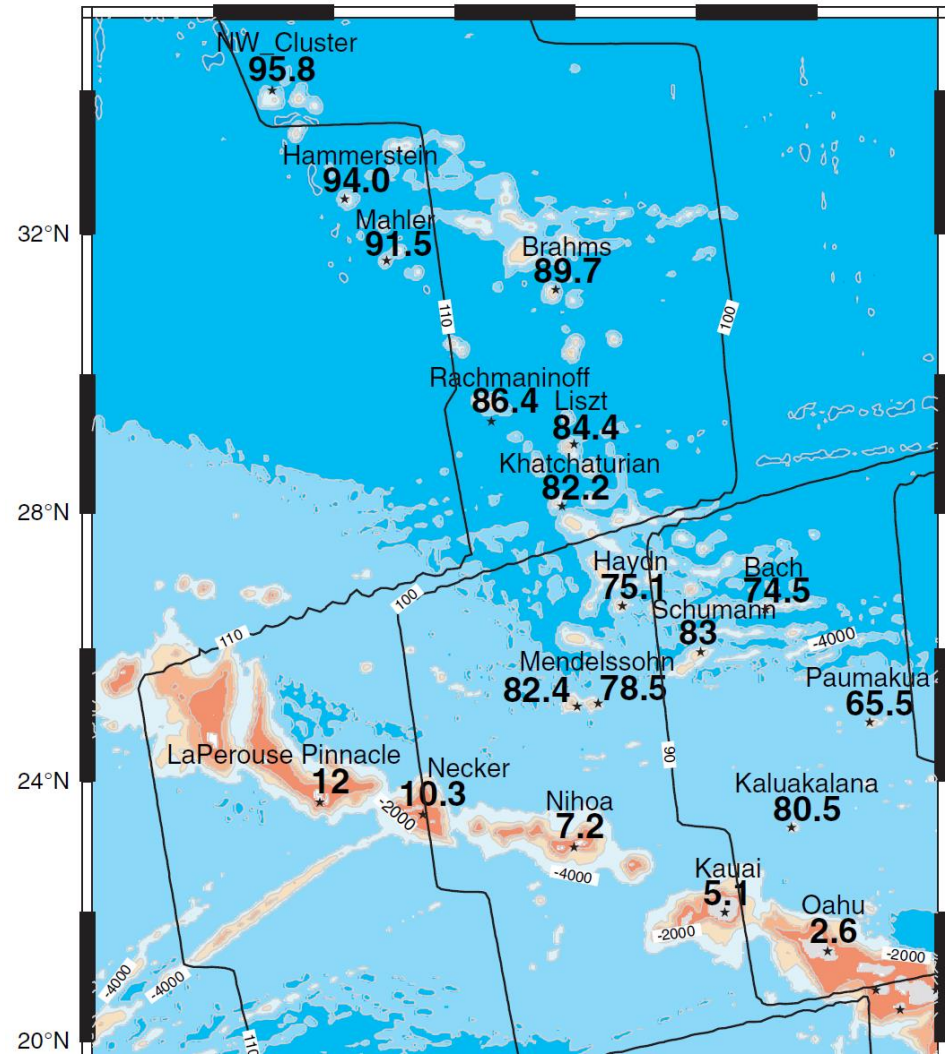 NW_Cluster
95.8
Hammerstein
94.0
Mahler
91.5
32°N
Brahms
89.7
110
100
Rachmaninoff
86.4
Liszt
84.4
Khatchaturian
82.2
28°N
Haydn
75.1
Bach
74.5
100
Schumann
83
110
-4000
Mendelssohn
82.4
78.5
Paumakua
65.5
90
LaPerouse Pinnacle
12
Necker
10.3
24°N
Kaluakalana
80.5
Nihoa
7.2
-2000
-4000
Kauai
5.1
Oahu
2.6
-2000
-2000
-4000
-4000
20°N
110